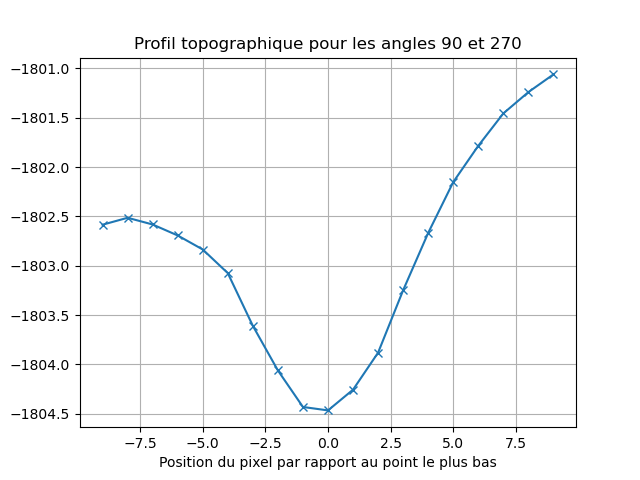 Profil topographique pour les angles 90 et 270
−1801.0
−1801.5
−1802.0
−1802.5
−1803.0
−1803.5
−1804.0
−1804.5
−7.5 −5.0 −2.5 0.0 2.5 5.0 7.5
Position du pixel par rapport au point le plus bas